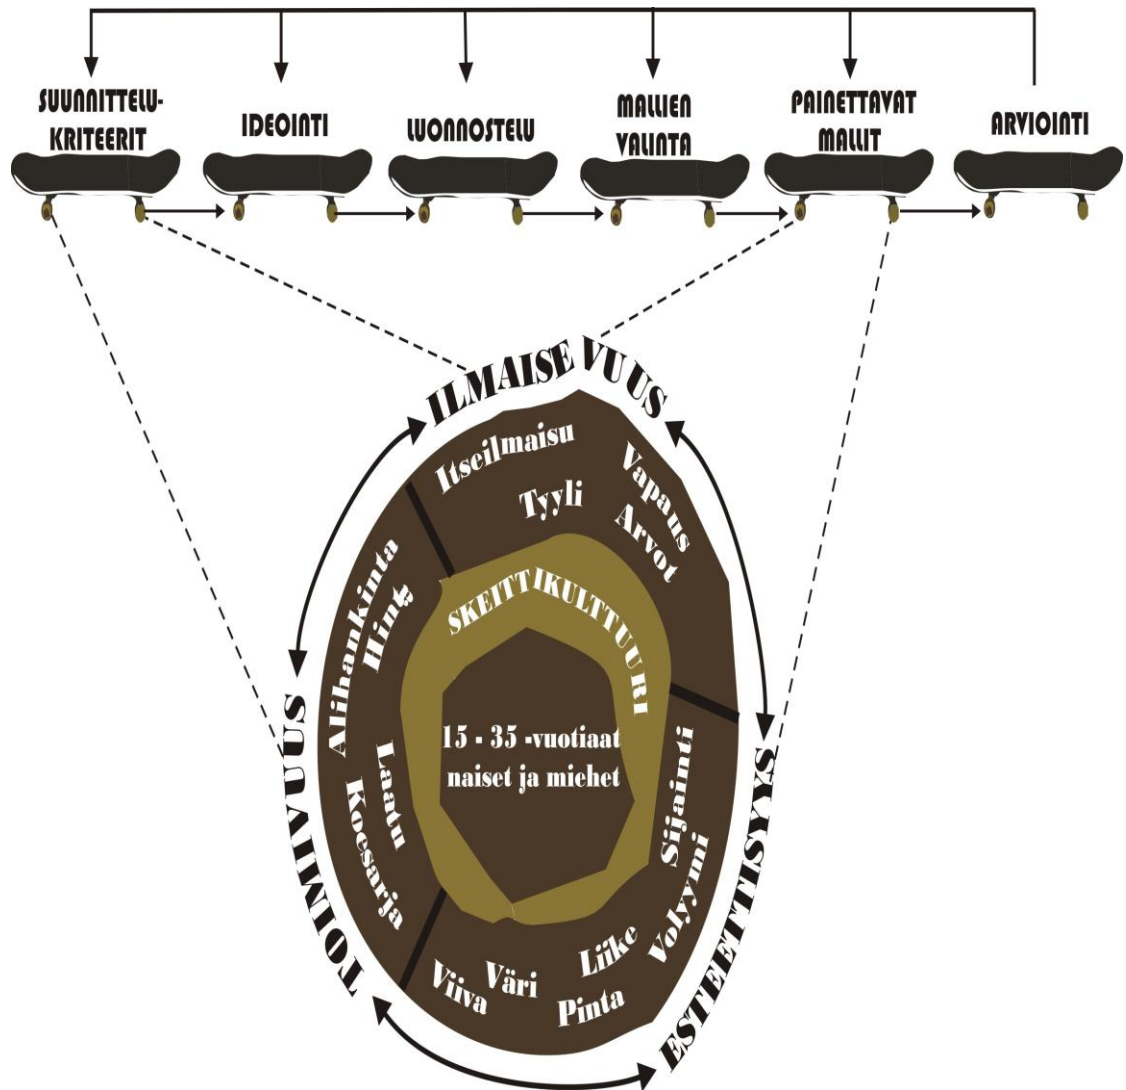 SUUNNITTELU-
KRITEERIT
IDEOINTI
LUONNOSTELU
MALLIEN
VALINTA
PAINETTAVAT
MALLIT
ARVIOINTI
ILMAISEVUUS
Itseilmaisu
Tyyli
Vapaus
Arvot
Alihankinta
Hinta
Laatu
Koesarja
SKEITTIKULTTUURI
15 - 35 -vuotiaat
naiset ja miehet
Sijainti
Volyymi
Liike
Pinta
Väri
Viiva
TOIMIVUUS
ESTEETTISYYS